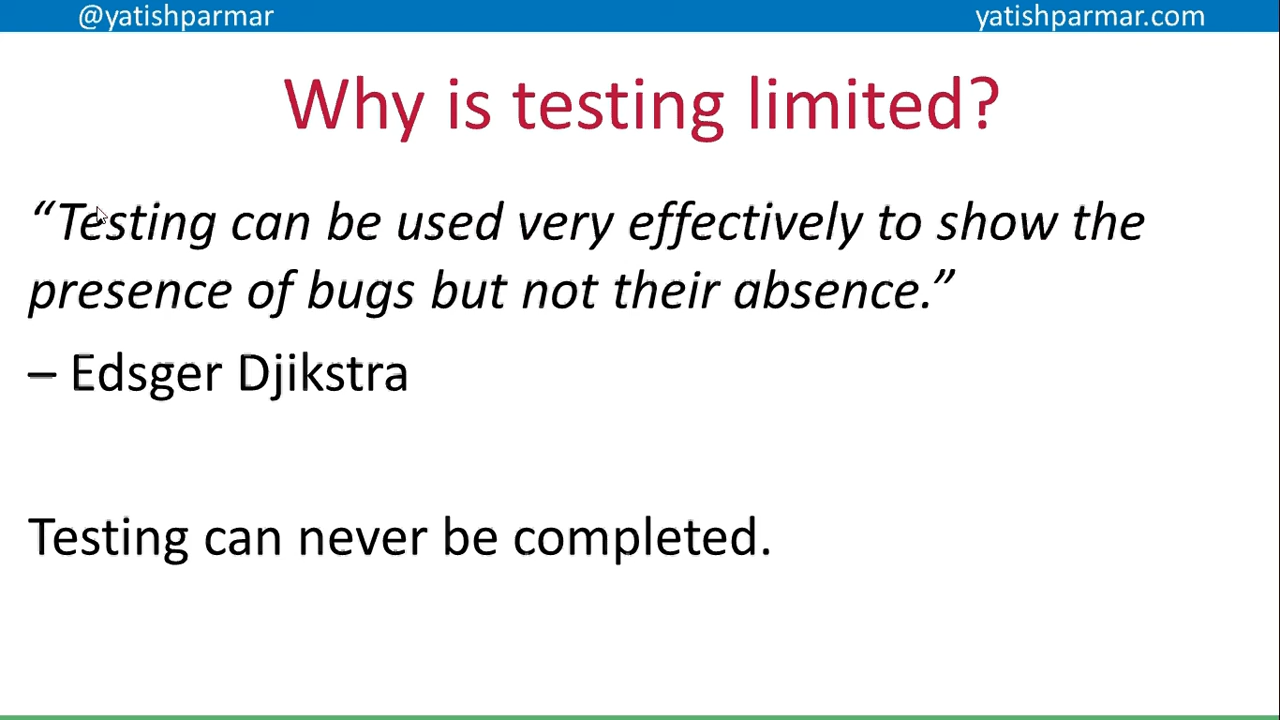 @yatishparmar
yatishparmar.com
Why is testing limited?
“Testing can be used very effectively to show the
presence of bugs but not their absence.”
– Edsger Djikstra
Testing can never be completed.